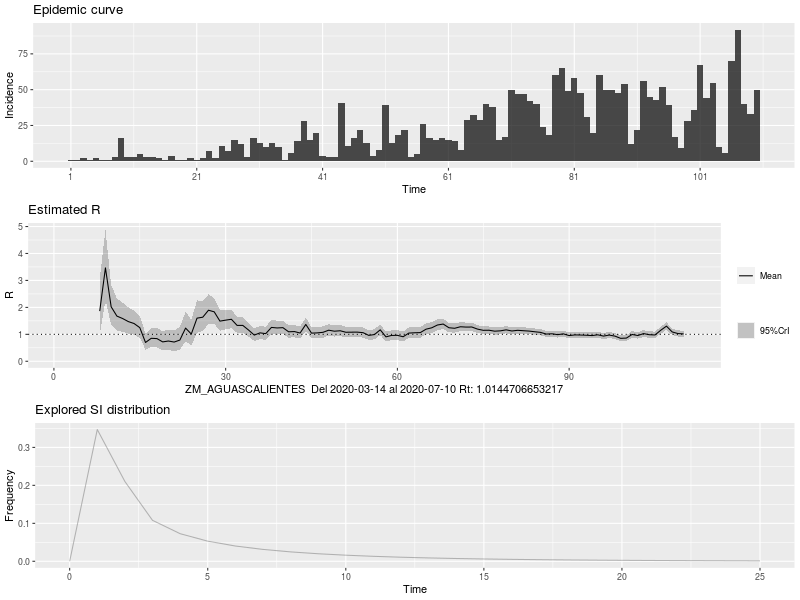 Epidemic curve
75
50
25
0
Incidence
1 21 41 61 81 101
Time
Estimated R
5
4
3
2
1
0
R
0 30 60 90
ZM_AGUASCALIENTES Del 2020-03-14 al 2020-07-10 Rt: 1.0144706653217
Mean
95%CrI
Explored SI distribution
0.3
0.2
0.1
0.0
Frequency
0 5 10 15 20 25
Time